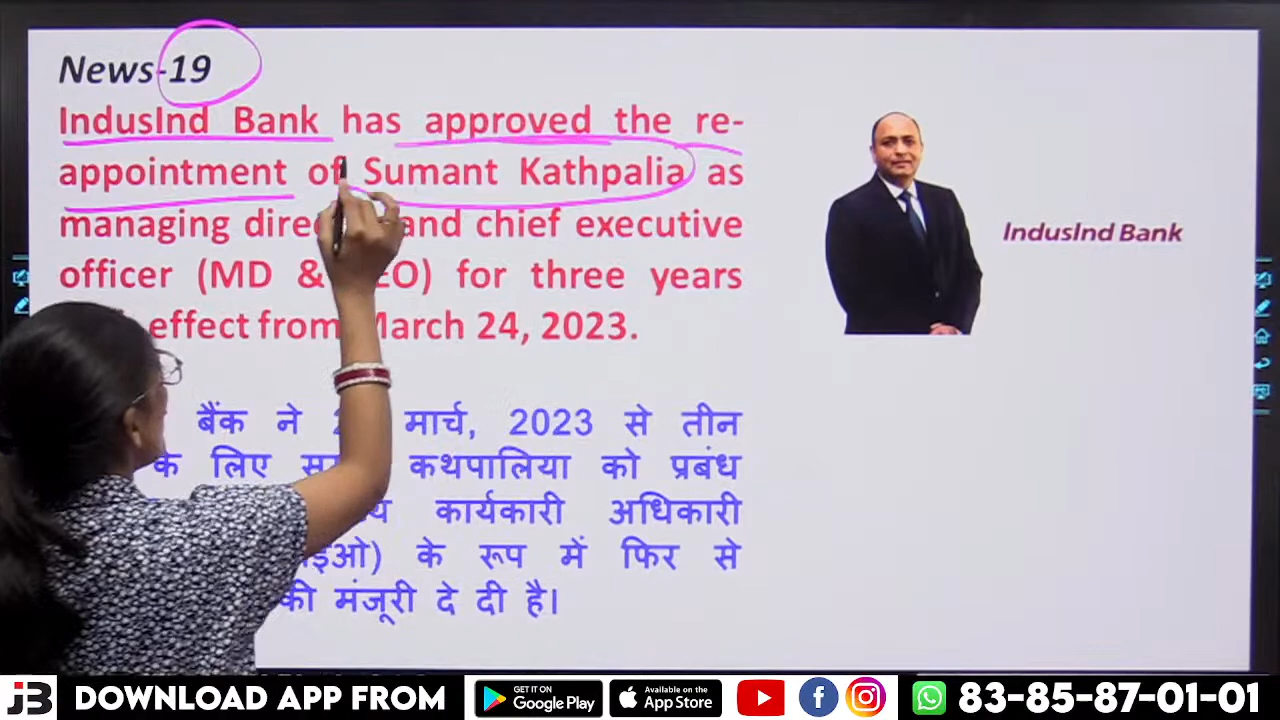 News-19
IndusInd Bank has approved the re-
appointment of Sumant Kathpalia as
managing and chief executive
officer (MD & for three years
effect from March 24, 2023.
IndusInd Bank
बैंक ने मार्च, 2023 से तीन
के लिए कथपालिया को प्रबंध
कार्यकारी अधिकारी
के रूप में फिर से
की मंजूरी दे दी है।
JB DOWNLOAD APP FROM GET IT ON Google Play Available on the App Store 83-85-87-01-01